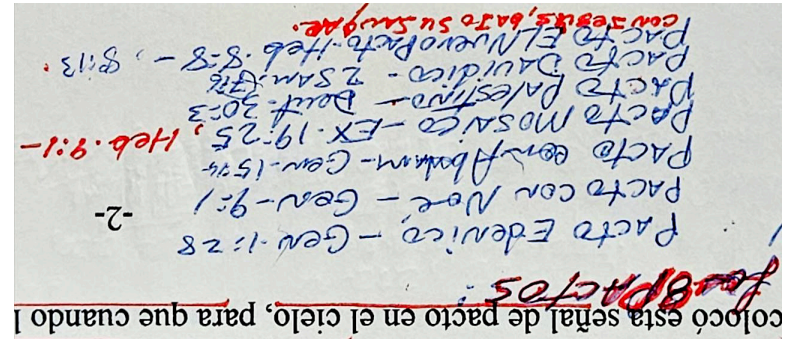 colocó esta señal de pacto en el cielo, para que cuando l
Los 8 PACTOS :
PACTO Edenico – Gen-1:28
PACTO con Noé – Gen-9:1
-2-
PACTO con Abraham- Gen-15:4
PACTO MOSAICO – EX.19:25, Heb.9:1-
PACTO PALESTINO – Deut-30:3
PACTO DAVIDICO - 2 Sam: 7:16
PACTO EL NUEVO Pacto-Heb.8:8 -, 8:13.
CON JESUS, BAJO SU SANGRE.